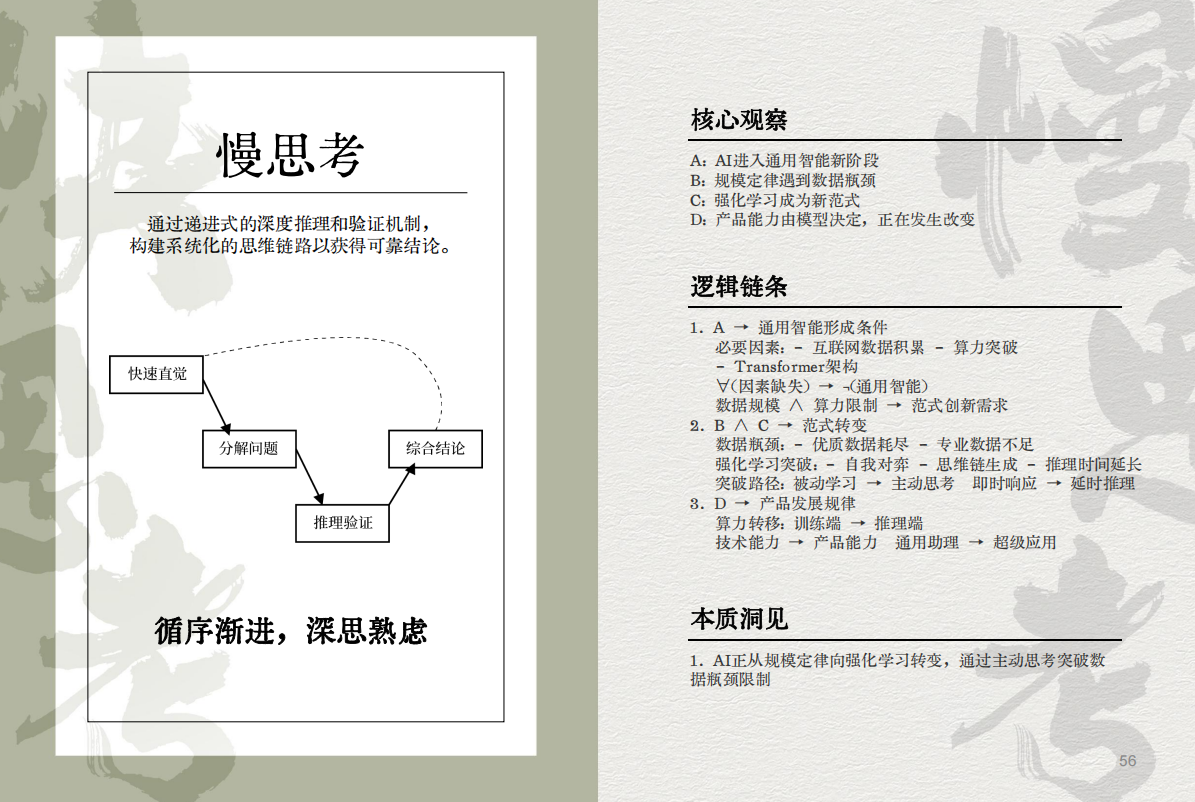 慢思考
通过递进式的深度推理和验证机制，
构建系统化的思维链路以获得可靠结论。
快速直觉
分解问题
综合结论
推理验证
循序渐进，深思熟虑
核心观察
A：AI进入通用智能新阶段
B：规模定律遇到数据瓶颈
C：强化学习成为新范式
D：产品能力由模型决定，正在发生改变
逻辑链条
1．A → 通用智能形成条件
必要因素：– 互联网数据积累 – 算力突破
– Transformer架构
∀(因素缺失) → ¬(通用智能)
数据规模 ∧ 算力限制 → 范式创新需求
2．B ∧ C → 范式转变
数据瓶颈：– 优质数据耗尽 – 专业数据不足
强化学习突破：– 自我对弈 – 思维链生成 – 推理时间延长
突破路径：被动学习 → 主动思考 即时响应 → 延时推理
3．D → 产品发展规律
算力转移：训练端 → 推理端
技术能力 → 产品能力 通用助理 → 超级应用
本质洞见
1．AI正从规模定律向强化学习转变，通过主动思考突破数
据瓶颈限制
慢思考
56